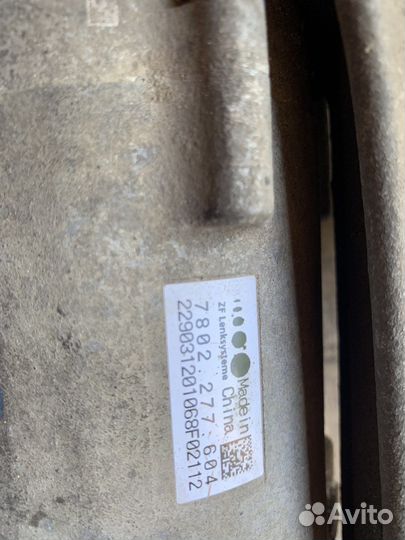 Made in
China
ZF Lenksysteme
7802.277.604
229031201068F02112
Avito